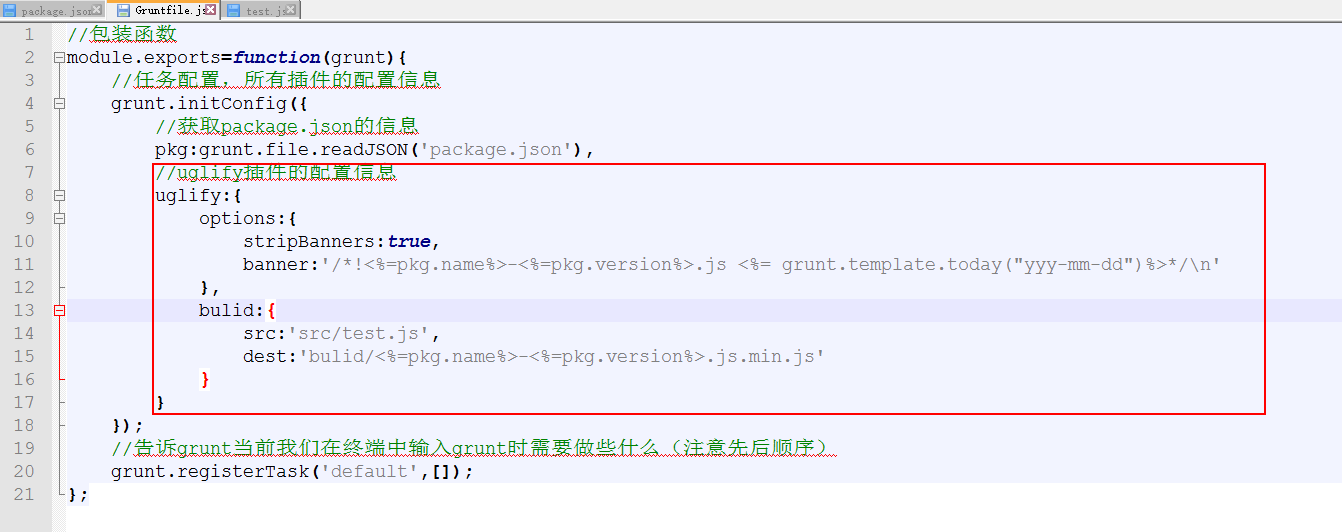 package.json Gruntfile.js test.js
1 //包装函数
2 module.exports=function(grunt){
3 //任务配置，所有插件的配置信息
4 grunt.initConfig({
5 //获取package.json的信息
6 pkg:grunt.file.readJSON('package.json'),
7 //uglify插件的配置信息
8 uglify:{
9 options:{
10 stripBanners:true,
11 banner:'/*!<%=pkg.name%>-<%=pkg.version%>.js <%= grunt.template.today("yyy-mm-dd")%>*/\n'
12 },
13 bulid:{
14 src:'src/test.js',
15 dest:'bulid/<%=pkg.name%>-<%=pkg.version%>.js.min.js'
16 }
17 }
18 });
19 //告诉grunt当前我们在终端中输入grunt时需要做些什么（注意先后顺序）
20 grunt.registerTask('default',[]);
21 };